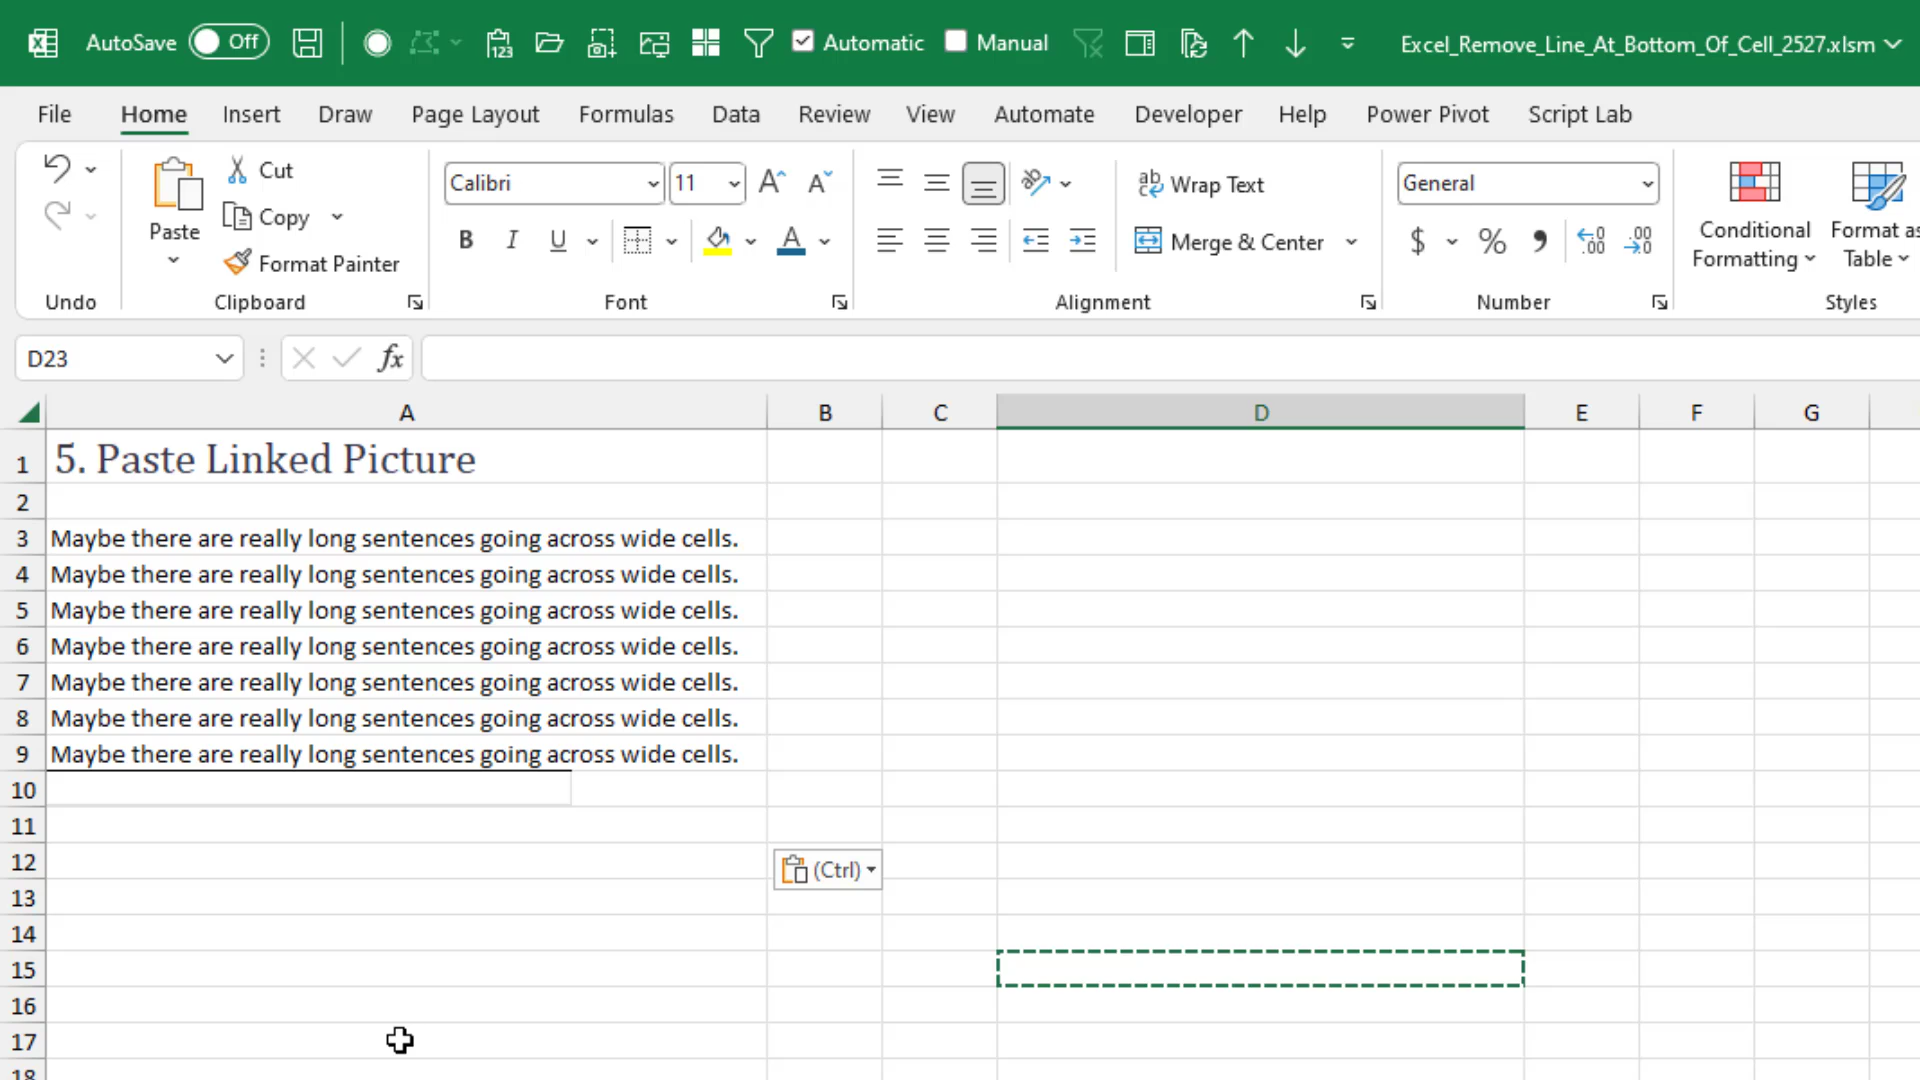 AutoSave Off Automatic Manual Excel_Remove_Line_At_Bottom_Of_Cell_2527.xlsm
File Home Insert Draw Page Layout Formulas Data Review View Automate Developer Help Power Pivot Script Lab
Undo
Paste
Cut
Copy
Format Painter
Clipboard
Calibri 11
B I U A
Font
Wrap Text
Merge & Center
Alignment
General
$ % , .00 .00
Number
Conditional Formatting
Format as
Table
Styles
D23 fx
A B C D E F G
1 5. Paste Linked Picture
2
3 Maybe there are really long sentences going across wide cells.
4 Maybe there are really long sentences going across wide cells.
5 Maybe there are really long sentences going across wide cells.
6 Maybe there are really long sentences going across wide cells.
7 Maybe there are really long sentences going across wide cells.
8 Maybe there are really long sentences going across wide cells.
9 Maybe there are really long sentences going across wide cells.
10
11
12 (Ctrl)
13
14
15
16
17
18